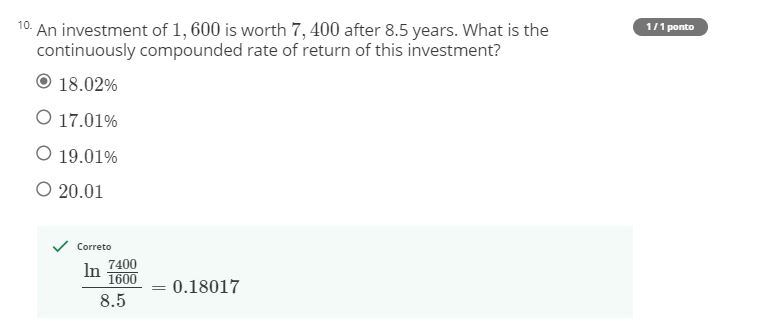 10. An investment of 1, 600 is worth 7, 400 after 8.5 years. What is the
1 / 1 ponto
continuously compounded rate of return of this investment?
18.02%
17.01%
19.01%
20.01
Correto
ln 7400
1600
8.5
= 0.18017